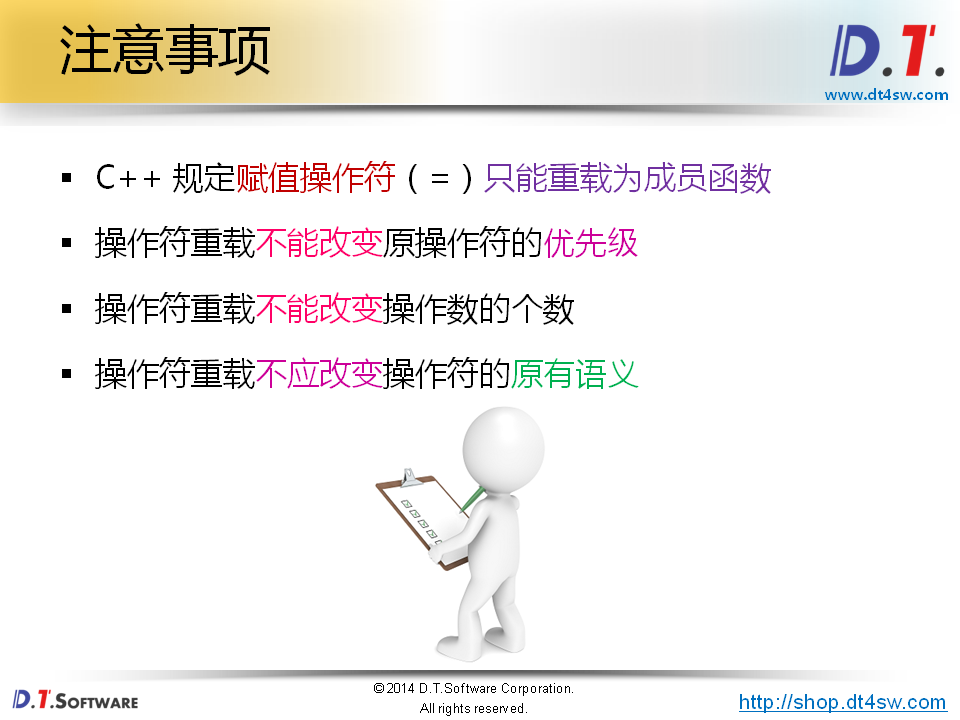 注意事项
D.T.
www.dt4sw.com
▪ C++ 规定赋值操作符（=）只能重载为成员函数
▪ 操作符重载不能改变原操作符的优先级
▪ 操作符重载不能改变操作数的个数
▪ 操作符重载不应改变操作符的原有语义
D.T.SOFTWARE
©2014 D.T.Software Corporation.
All rights reserved.
http://shop.dt4sw.com